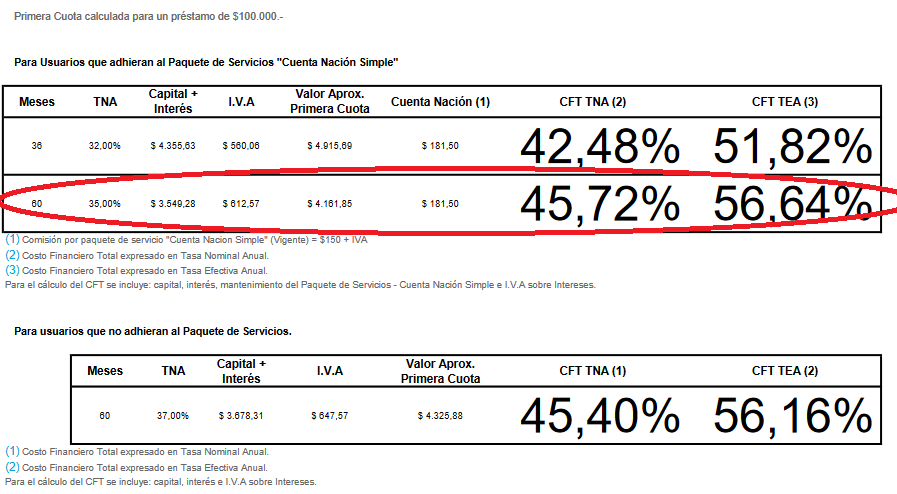 Primera Cuota calculada para un préstamo de $100.000.-
Para Usuarios que adhieran al Paquete de Servicios "Cuenta Nación Simple"
Meses TNA Capital + Interés I.V.A Valor Aprox. Primera Cuota Cuenta Nación (1) CFT TNA (2) CFT TEA (3)
36 32,00% $ 4.355,63 $ 560,06 $ 4.915,69 $ 181,50 42,48% 51,82%
60 35,00% $ 3.549,28 $ 612,57 $ 4.161,85 $ 181,50 45,72% 56,64%
(1) Comisión por paquete de servicio "Cuenta Nacion Simple" (Vigente) = $150 + IVA
(2) Costo Financiero Total expresado en Tasa Nominal Anual.
(3) Costo Financiero Total expresado en Tasa Efectiva Anual.
Para el cálculo del CFT se incluye: capital, interés, mantenimiento del Paquete de Servicios - Cuenta Nación Simple e I.V.A sobre Intereses.
Para usuarios que no adhieran al Paquete de Servicios.
Meses TNA Capital + Interés I.V.A Valor Aprox. Primera Cuota CFT TNA (1) CFT TEA (2)
60 37,00% $ 3.678,31 $ 647,57 $ 4.325,88 45,40% 56,16%
(1) Costo Financiero Total expresado en Tasa Nominal Anual.
(2) Costo Financiero Total expresado en Tasa Efectiva Anual.
Para el cálculo del CFT se incluye: capital, interés e I.V.A sobre Intereses.